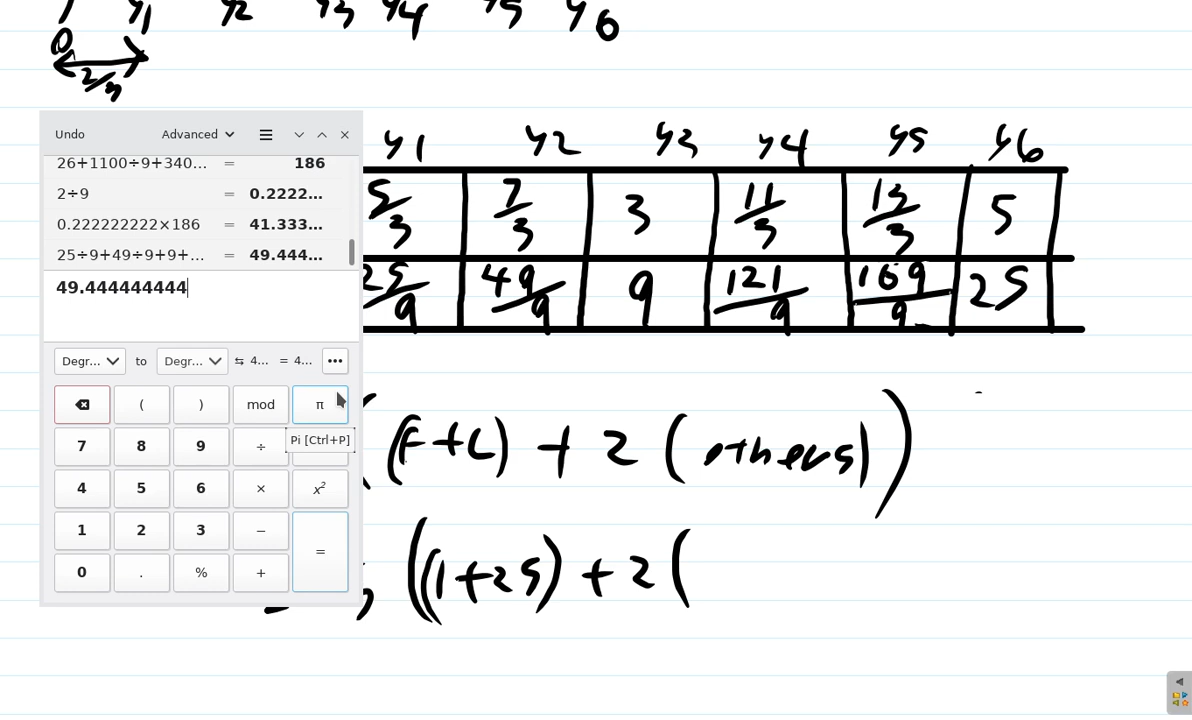 y1 y2 y3 y4 y5 y6
0
2/3
Undo Advanced
26+1100÷9+340... = 186
2÷9 = 0.2222...
0.222222222×186 = 41.333...
25÷9+49÷9+9+... = 49.444...
49.444444444
Degr... to Degr... ⇆ 4... = 4... •••
( ) mod π
7 8 9 ÷
Pi [Ctrl+P]
4 5 6 × x²
1 2 3 − =
0 . % +
y1 y2 y3 y4 y5 y6
5/3 7/3 3 11/3 13/3 5
25/9 49/9 9 121/9 169/9 25
((F+L) + 2 (others))
((1+25) + 2 (